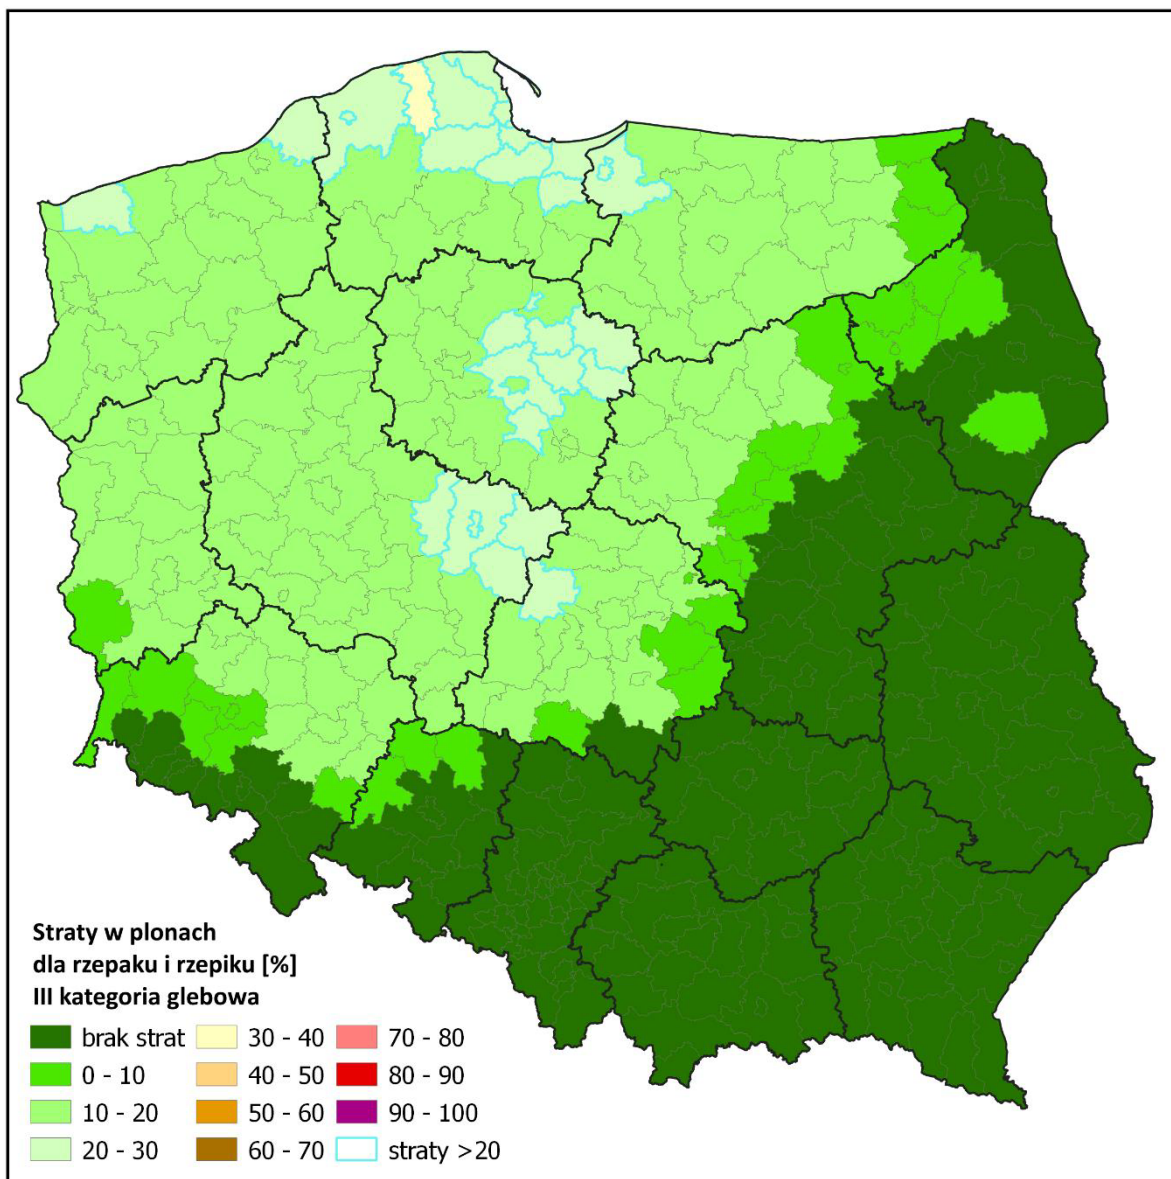 Straty w plonach
dla rzepaku i rzepiku [%]
III kategoria glebowa
brak strat
0 - 10
10 - 20
20 - 30
30 - 40
40 - 50
50 - 60
60 - 70
70 - 80
80 - 90
90 - 100
straty >20